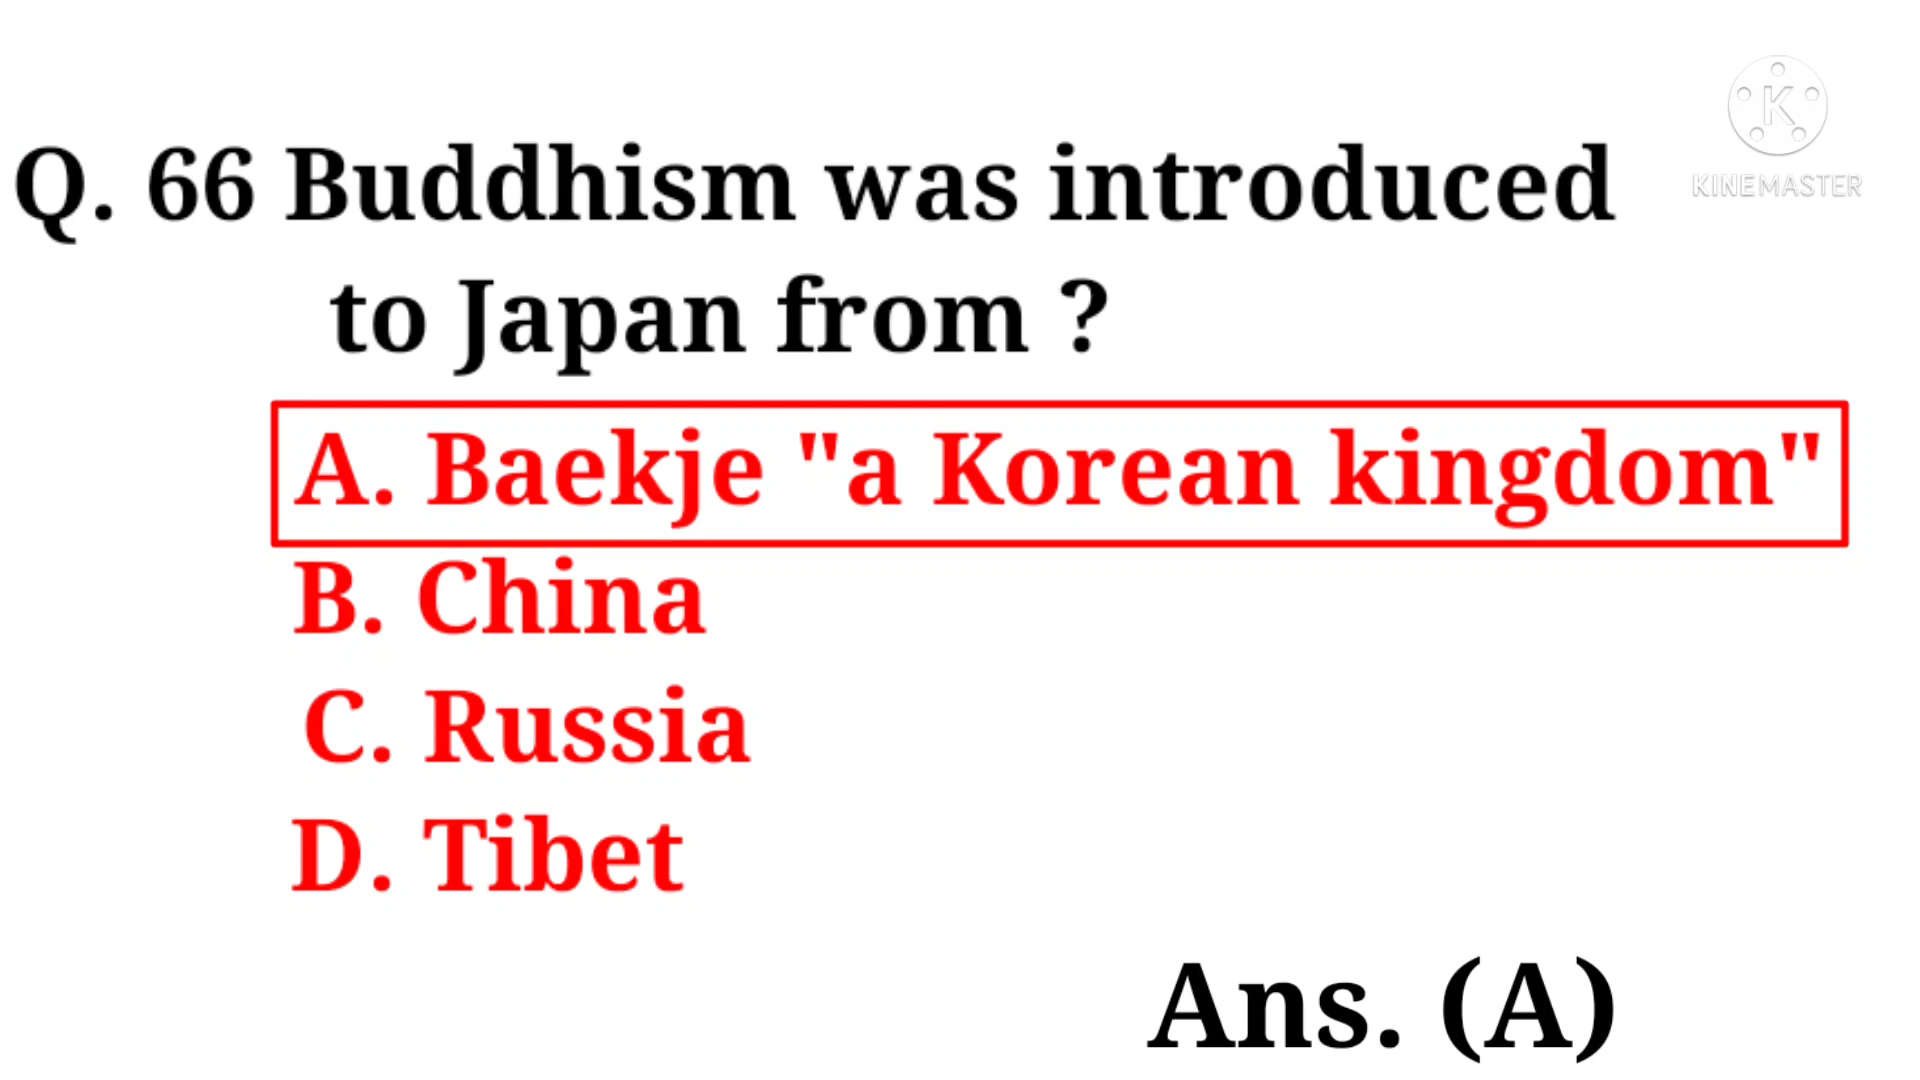 K
KINEMASTER
Q. 66 Buddhism was introduced
to Japan from ?
A. Baekje "a Korean kingdom"
B. China
C. Russia
D. Tibet
Ans. (A)